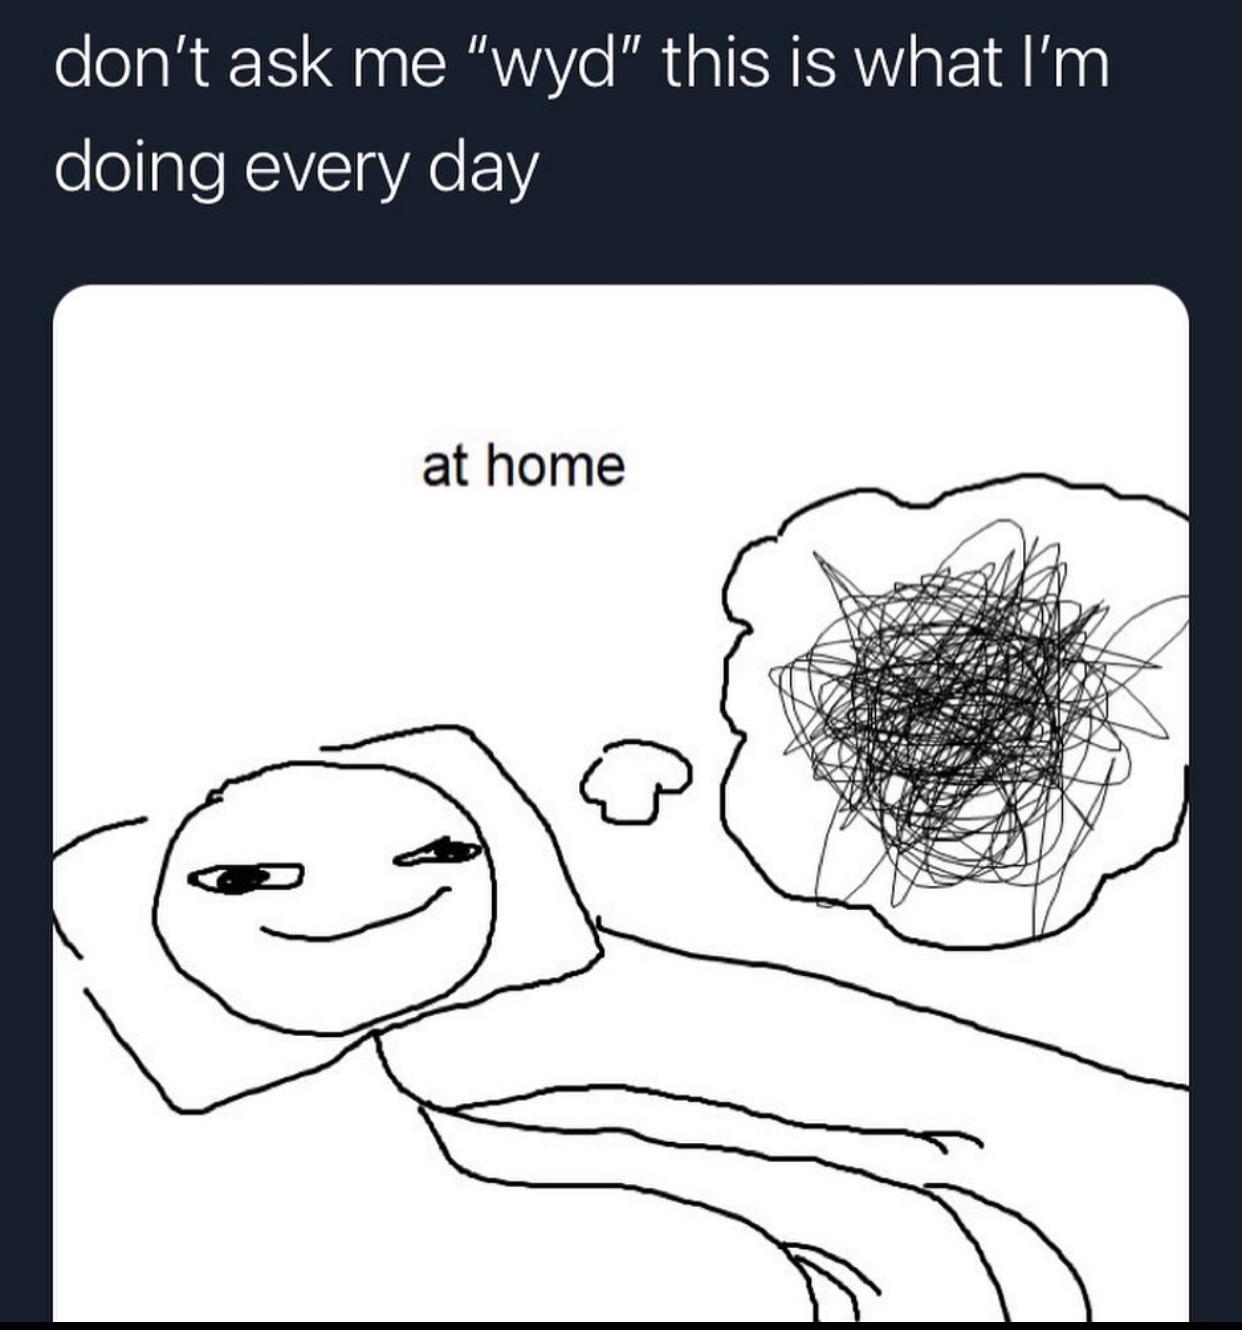 don’t ask me “wyd” this is what I’m
doing every day
at home